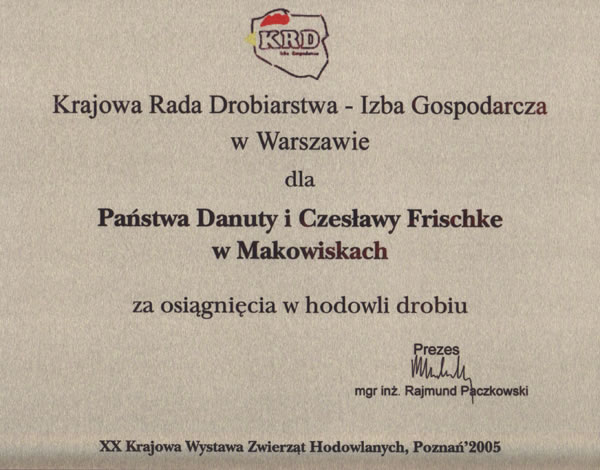 KRD
Izba Gospodarcza
Krajowa Rada Drobiarstwa - Izba Gospodarcza
w Warszawie
dla
Państwa Danuty i Czesławy Frischke
w Makowiskach
za osiągnięcia w hodowli drobiu
Prezes
mgr inż. Rajmund Paczkowski
XX Krajowa Wystawa Zwierząt Hodowlanych, Poznań'2005